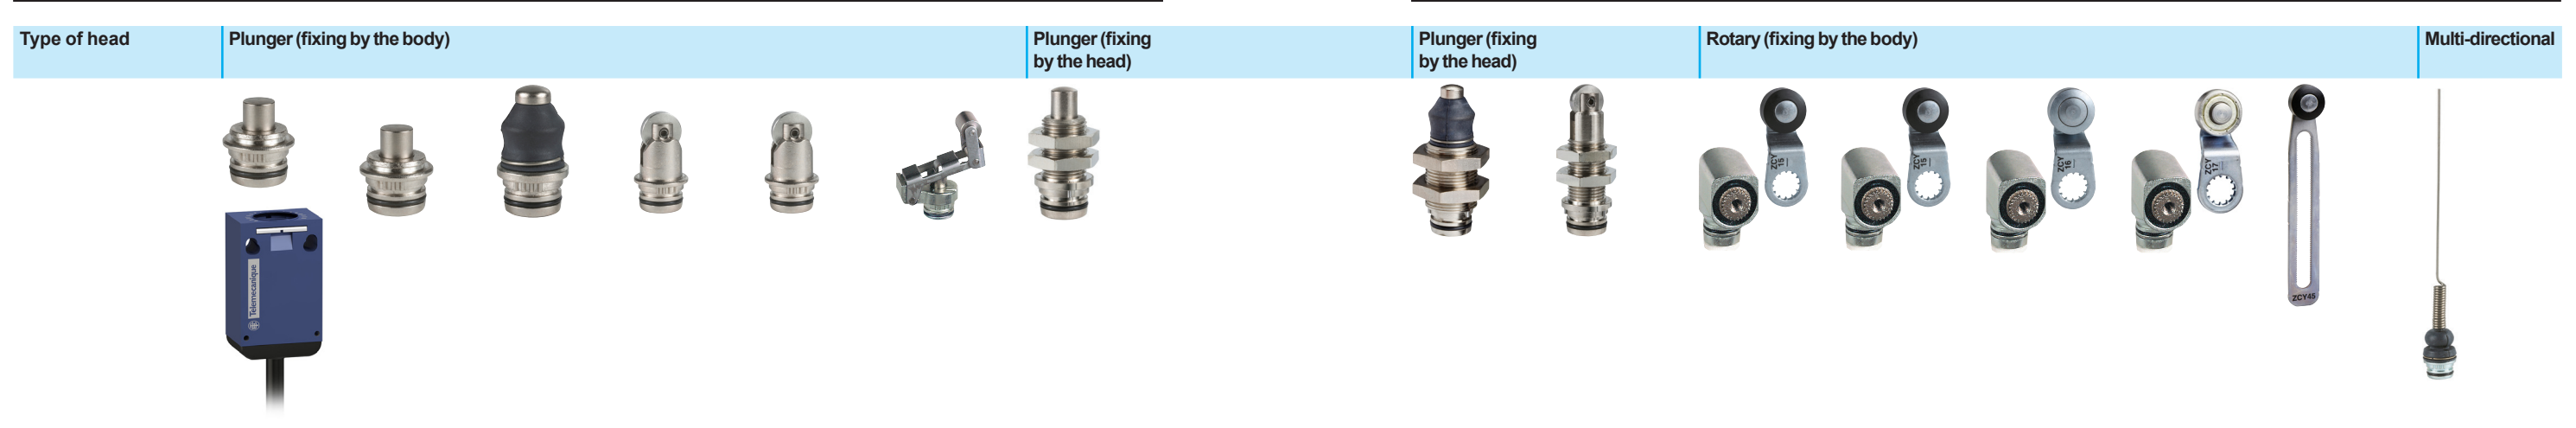 Type of head
Plunger (fixing by the body)
Plunger (fixing
by the head)
Plunger (fixing
by the head)
Rotary (fixing by the body)
Multi-directional
ZCY
15
ZCY
15
ZCY
16
ZCY
17
ZCY45
Telemecanique